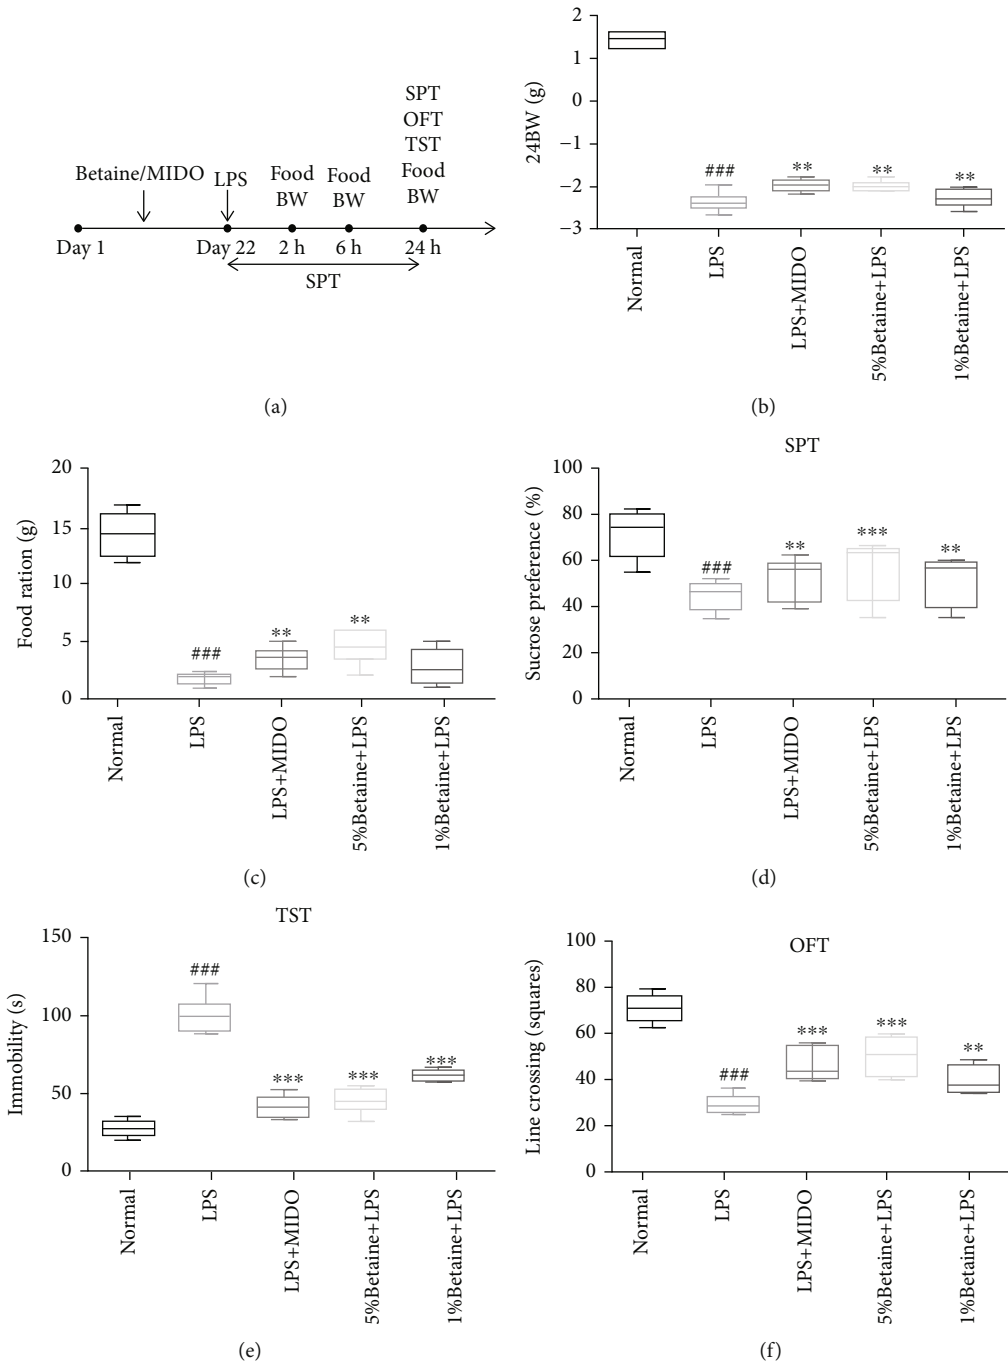 SPT
OFT
TST
Food
BW
Betaine/MIDO
LPS
Food
BW
Food
BW
Day 1
Day 22
2 h
6 h
24 h
SPT
(a)
24BW (g)
2
1
0
−1
−2
−3
###
**
**
**
Normal
LPS
LPS+MIDO
5%Betaine+LPS
1%Betaine+LPS
(b)
Food ration (g)
20
15
10
5
0
###
**
**
Normal
LPS
LPS+MIDO
5%Betaine+LPS
1%Betaine+LPS
(c)
SPT
Sucrose preference (%)
100
80
60
40
20
0
###
**
***
**
Normal
LPS
LPS+MIDO
5%Betaine+LPS
1%Betaine+LPS
(d)
TST
Immobility (s)
150
100
50
0
###
***
***
***
Normal
LPS
LPS+MIDO
5%Betaine+LPS
1%Betaine+LPS
(e)
OFT
Line crossing (squares)
100
80
60
40
20
0
###
***
***
**
Normal
LPS
LPS+MIDO
5%Betaine+LPS
1%Betaine+LPS
(f)